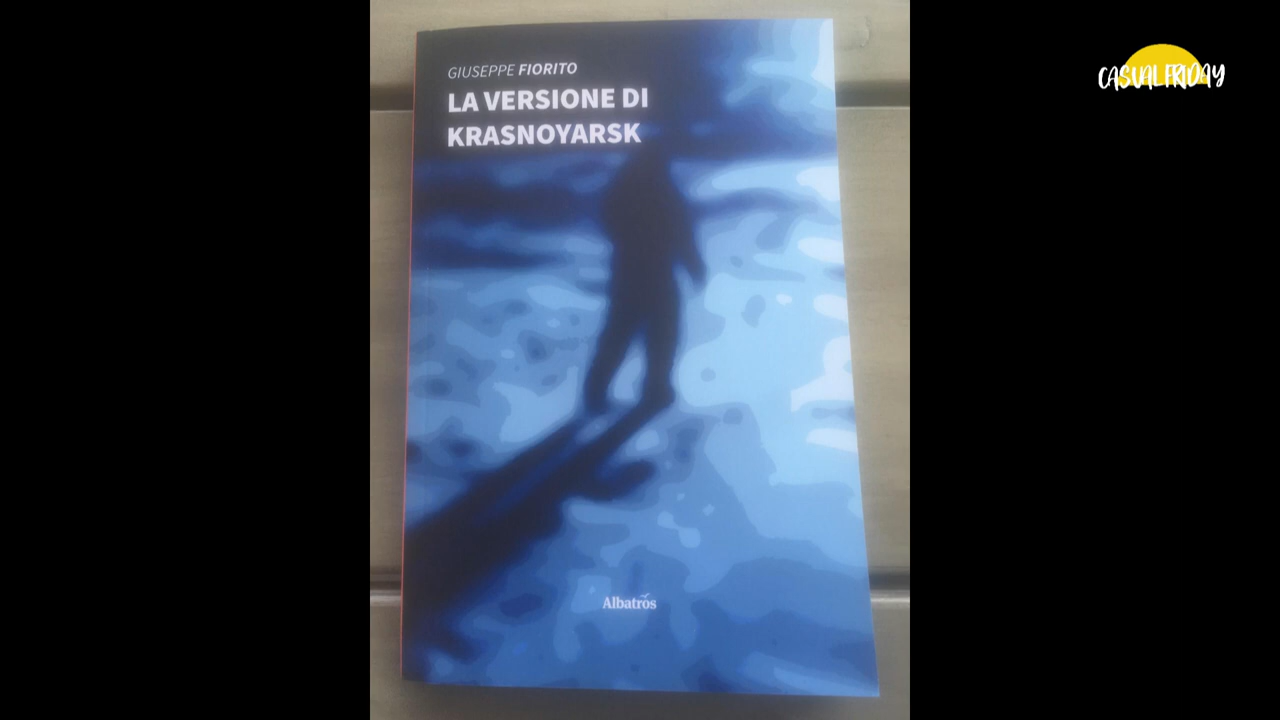 GIUSEPPE FIORITO
LA VERSIONE DI
KRASNOYARSK
Albatros
CASUAL FRIDAY